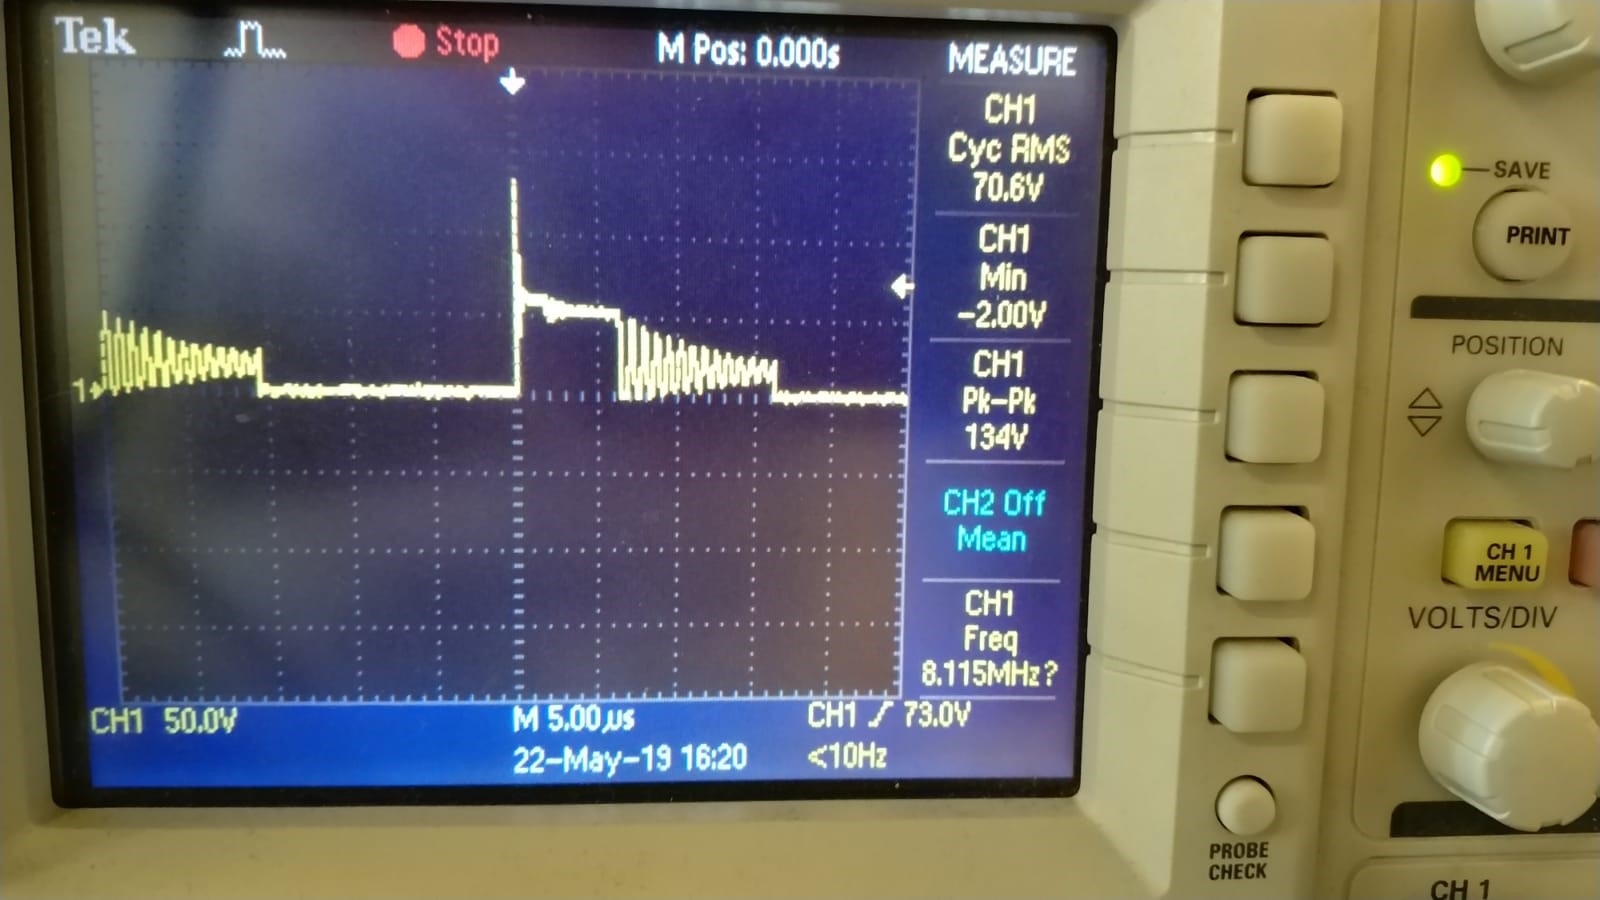 Tek Stop M Pos: 0.000s MEASURE
CH1
Cyc RMS
70.6V
CH1
Min
-2.00V
CH1
Pk-Pk
134V
CH2 Off
Mean
CH1
Freq
8.115MHz?
1
CH1 50.0V M 5.00µs CH1 73.0V
22-May-19 16:20 <10Hz
SAVE
PRINT
POSITION
CH 1
MENU
VOLTS/DIV
PROBE
CHECK
CH 1